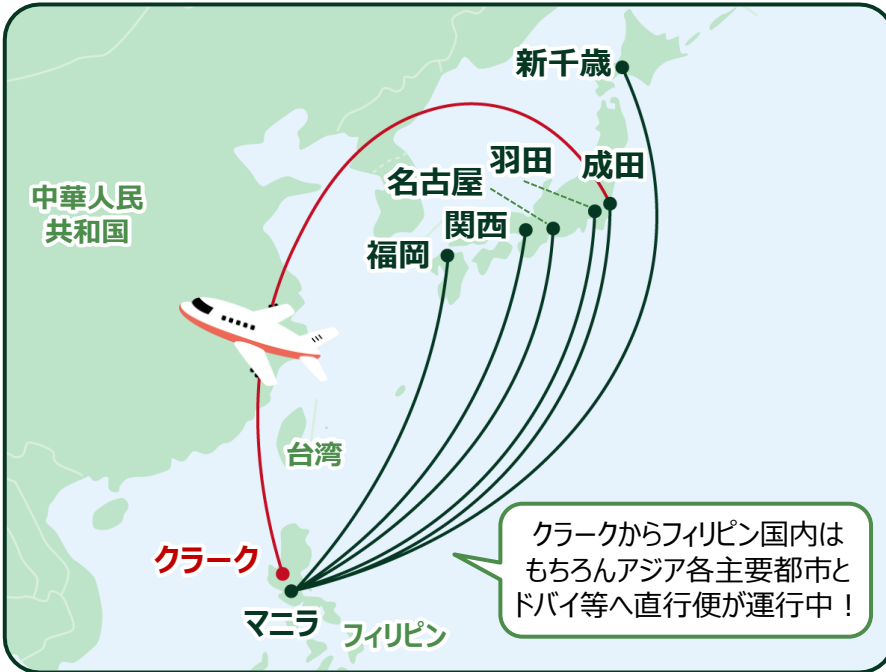 新千歳
羽田
成田
名古屋
関西
福岡
中華人民
共和国
台湾
クラーク
マニラ
フィリピン
クラークからフィリピン国内は
もちろんアジア各主要都市と
ドバイ等へ直行便が運行中！